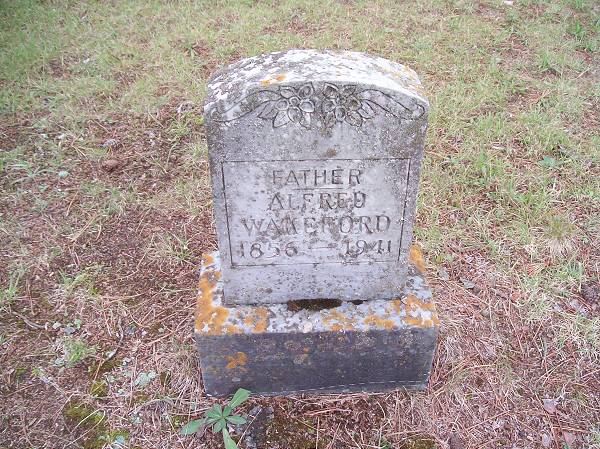 FATHER
ALFRED
WAKEFORD
1856 - 1941